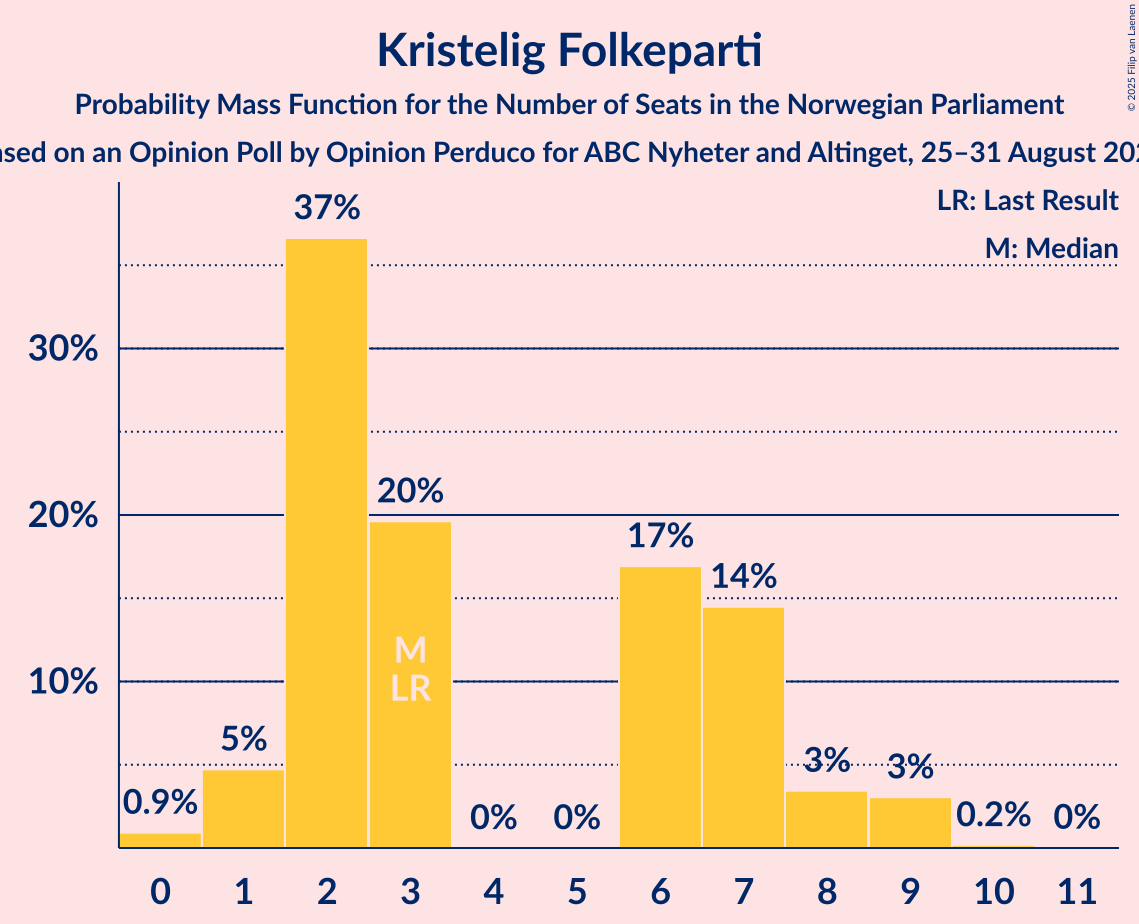 Kristelig Folkeparti
Probability Mass Function for the Number of Seats in the Norwegian Parliament
on an Opinion Poll by Opinion Perduco for ABC Nyheter and Altinget, 25–31 August
© 2025 Filip van Laenen
LR: Last Result
M: Median
37%
30%
20%
20%
17%
14%
M
LR
10%
5%
3%
3%
0.9%
0%
0%
0.2%
0%
0 1 2 3 4 5 6 7 8 9 10 11